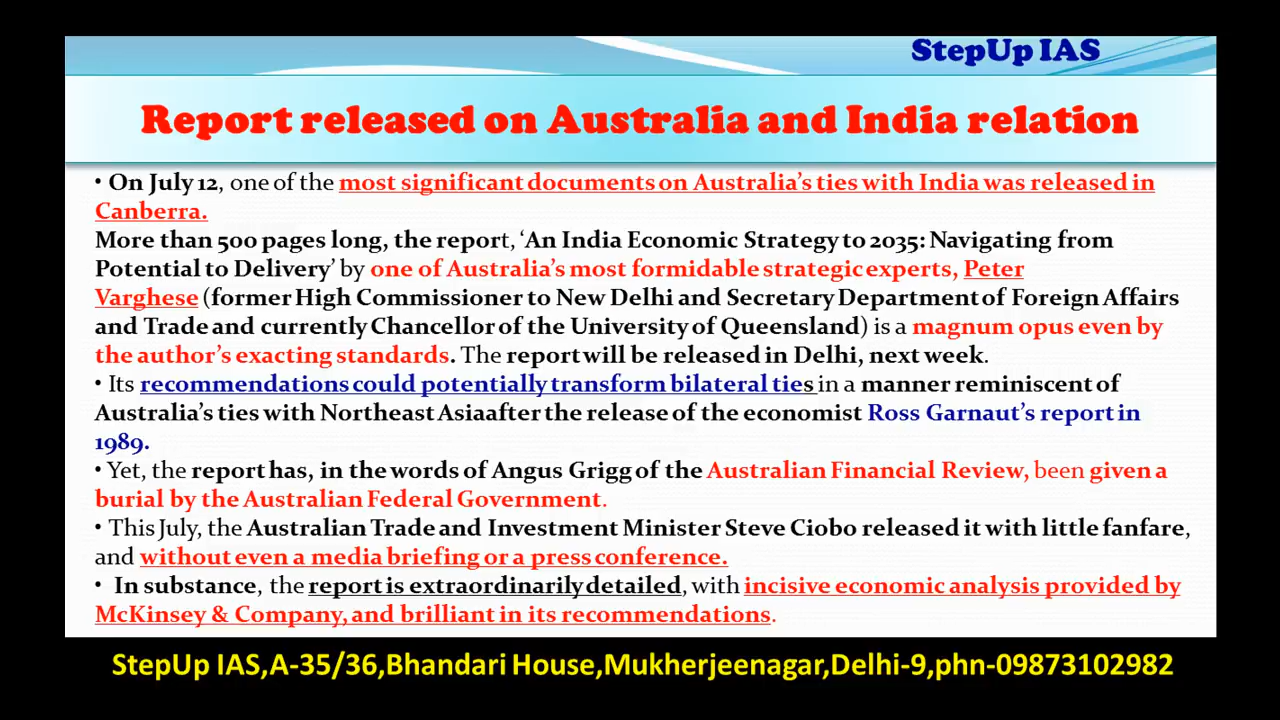 StepUp IAS
Report released on Australia and India relation
• On July 12, one of the most significant documents on Australia's ties with India was released in
Canberra.
More than 500 pages long, the report, 'An India Economic Strategy to 2035: Navigating from
Potential to Delivery' by one of Australia's most formidable strategic experts, Peter
Varghese (former High Commissioner to New Delhi and Secretary Department of Foreign Affairs
and Trade and currently Chancellor of the University of Queensland) is a magnum opus even by
the author's exacting standards. The report will be released in Delhi, next week.
• Its recommendations could potentially transform bilateral ties in a manner reminiscent of
Australia's ties with Northeast Asiaafter the release of the economist Ross Garnaut's report in
1989.
• Yet, the report has, in the words of Angus Grigg of the Australian Financial Review, been given a
burial by the Australian Federal Government.
• This July, the Australian Trade and Investment Minister Steve Ciobo released it with little fanfare,
and without even a media briefing or a press conference.
• In substance, the report is extraordinarily detailed, with incisive economic analysis provided by
McKinsey & Company, and brilliant in its recommendations.
StepUp IAS,A-35/36,Bhandari House,Mukherjeenagar,Delhi-9,phn-09873102982